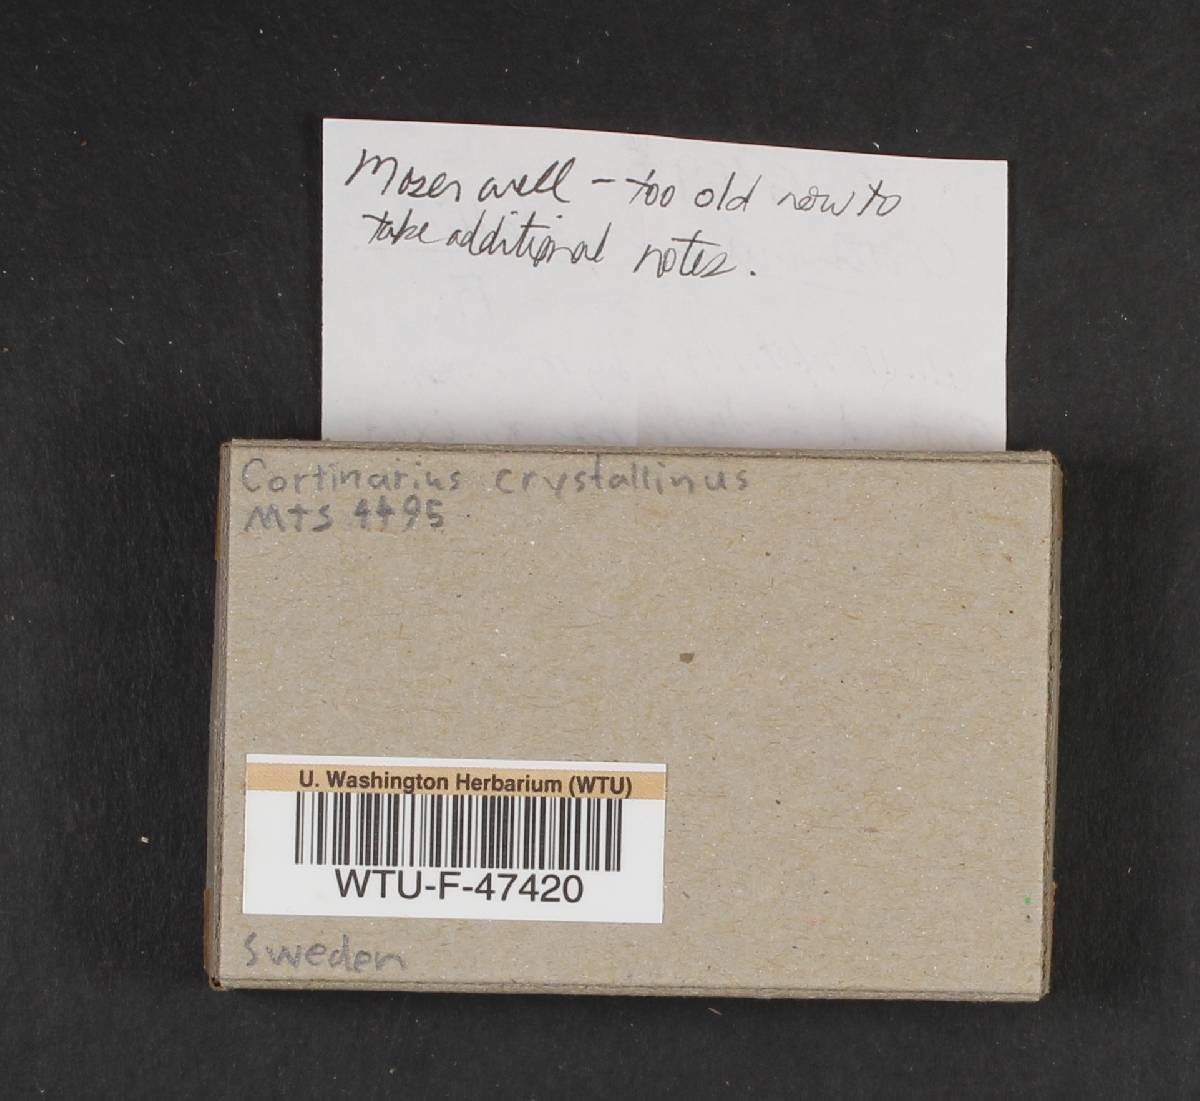 Moser well - too old now to
take additional notes.
Cortinarius crystallinus
MTS 4495
U. Washington Herbarium (WTU)
WTU-F-47420
Sweden